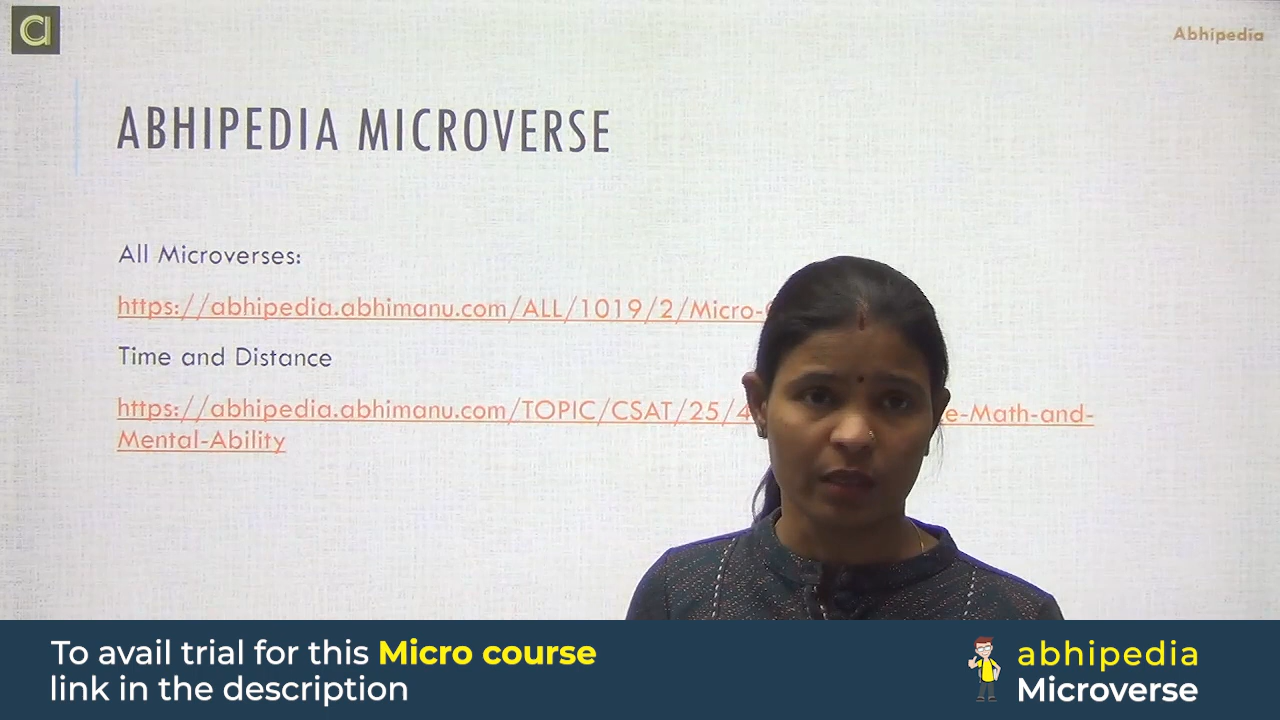 Abhipedia
ABHIPEDIA MICROVERSE
All Microverses:
https://abhipedia.abhimanu.com/ALL/1019/2/Micro-
Time and Distance
https://abhipedia.abhimanu.com/TOPIC/CSAT/25/4 e-Math-and-
Mental-Ability
To avail trial for this Micro course
link in the description
abhipedia
Microverse